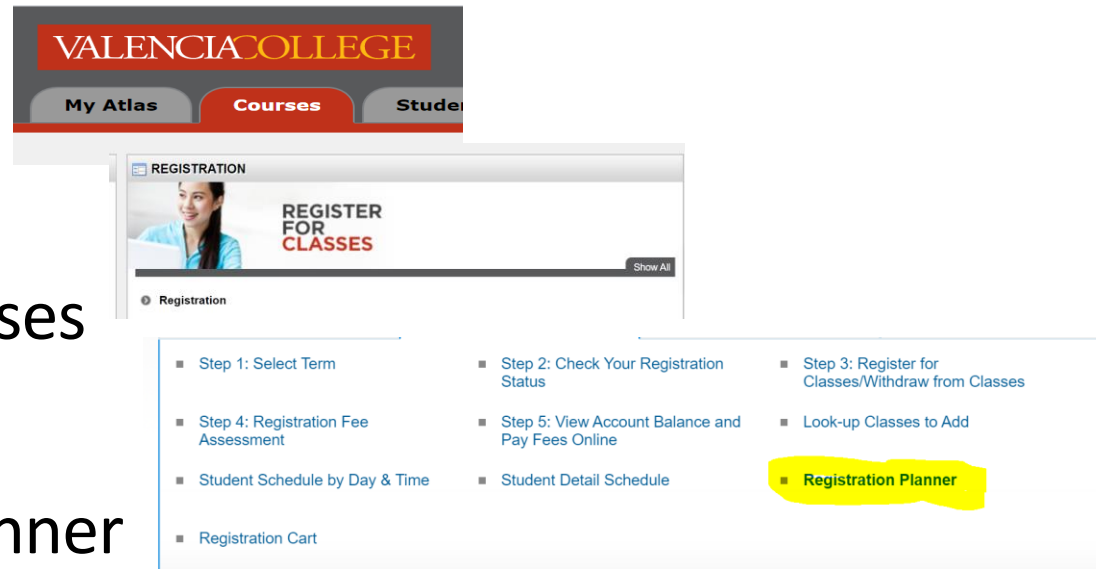 VALENCIACOLLEGE
My Atlas
Courses
Studer
REGISTRATION
REGISTER
FOR
CLASSES
Show All
Registration
ses
Step 1: Select Term
Step 2: Check Your Registration
Status
Step 3: Register for
Classes/Withdraw from Classes
Step 4: Registration Fee
Assessment
Step 5: View Account Balance and
Pay Fees Online
Look-up Classes to Add
Student Schedule by Day & Time
Student Detail Schedule
Registration Planner
nner
Registration Cart